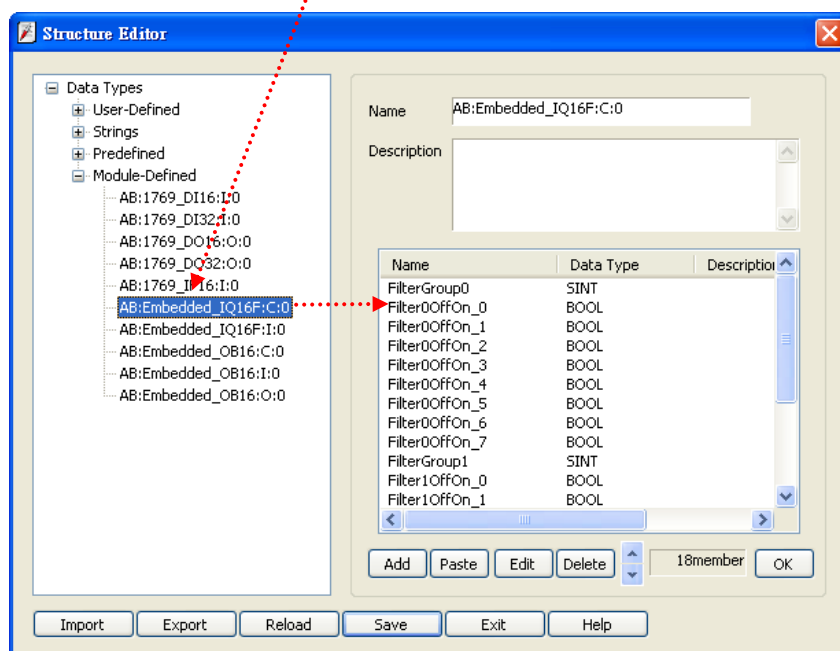 Structure Editor
Data Types
User-Defined
Strings
Predefined
Module-Defined
AB:1769_DI16:I:0
AB:1769_DI32:I:0
AB:1769_DO16:O:0
AB:1769_DO32:O:0
AB:1769_IF16:I:0
AB:Embedded_IQ16F:C:0
AB:Embedded_IQ16F:I:0
AB:Embedded_OB16:C:0
AB:Embedded_OB16:I:0
AB:Embedded_OB16:O:0
Name AB:Embedded_IQ16F:C:0
Description
Name Data Type Description
FilterGroup0 SINT
Filter0OffOn_0 BOOL
Filter0OffOn_1 BOOL
Filter0OffOn_2 BOOL
Filter0OffOn_3 BOOL
Filter0OffOn_4 BOOL
Filter0OffOn_5 BOOL
Filter0OffOn_6 BOOL
Filter0OffOn_7 BOOL
FilterGroup1 SINT
Filter1OffOn_0 BOOL
Filter1OffOn_1 BOOL
Add Paste Edit Delete 18member OK
Import Export Reload Save Exit Help